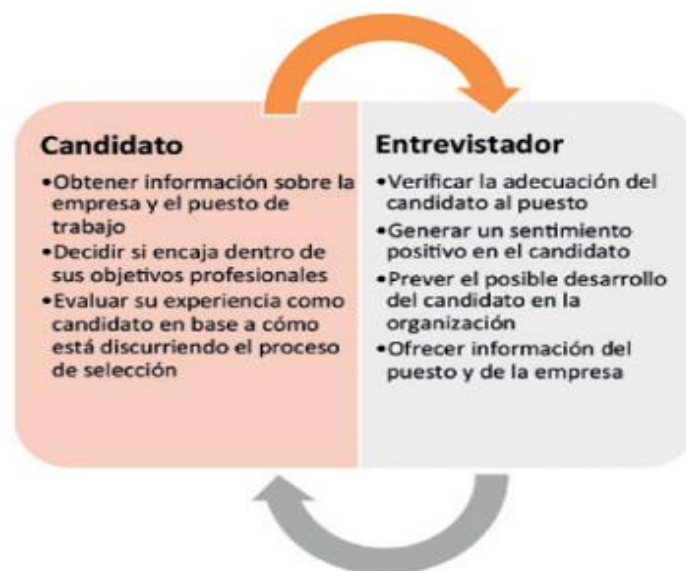 Candidato
•Obtener información sobre la
empresa y el puesto de
trabajo
•Decidir si encaja dentro de
sus objetivos profesionales
•Evaluar su experiencia como
candidato en base a cómo
está discurriendo el proceso
de selección
Entrevistador
•Verificar la adecuación del
candidato al puesto
•Generar un sentimiento
positivo en el candidato
•Prever el posible desarrollo
del candidato en la
organización
•Ofrecer información del
puesto y de la empresa